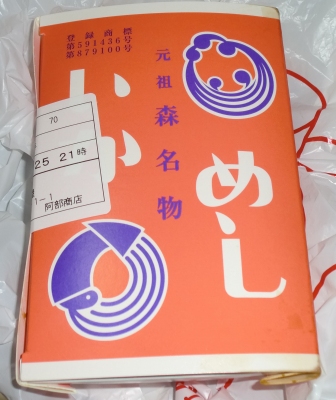 登録商標
第591436号
第879100号
元祖森名物
いか
めし
70
25 21時
1-1
阿部商店